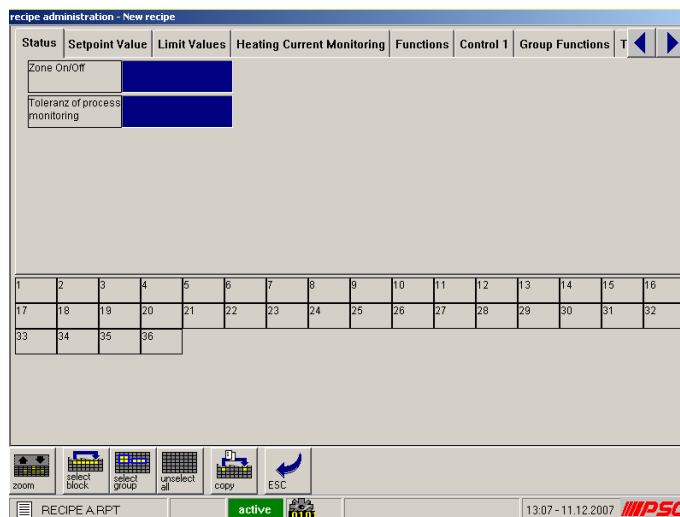 recipe administration - New recipe
Status Setpoint Value Limit Values Heating Current Monitoring Functions Control 1 Group Functions T
Zone On/Off
Toleranz of process
monitoring
1 2 3 4 5 6 7 8 9 10 11 12 13 14 15 16
17 18 19 20 21 22 23 24 25 26 27 28 29 30 31 32
33 34 35 36
zoom select block select group unselect all copy ESC
RECIPE A.RPT active 0101 13:07 - 11.12.2007 PSG